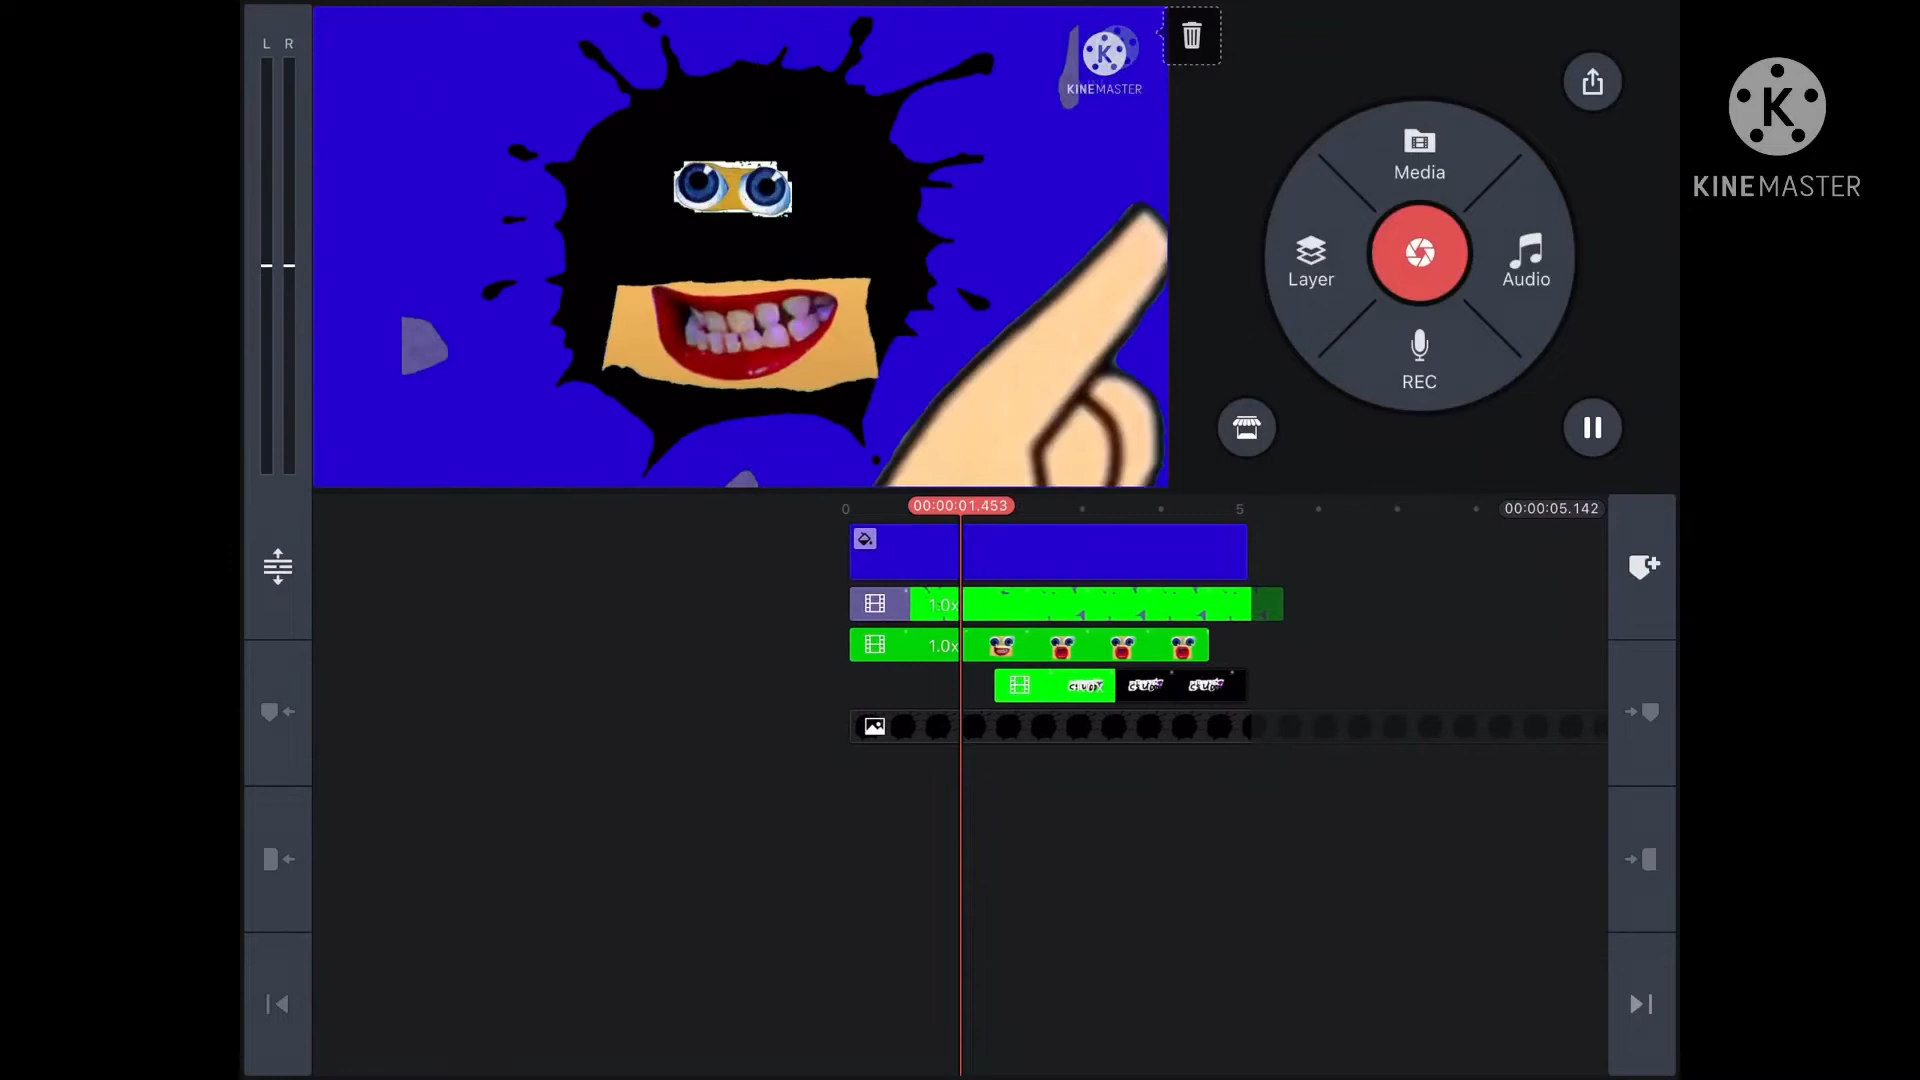 L R
K
KINEMASTER
Media
Layer
Audio
REC
K
KINEMASTER
0
00:00:01.453
5
00:00:05.142
1.0x
1.0x